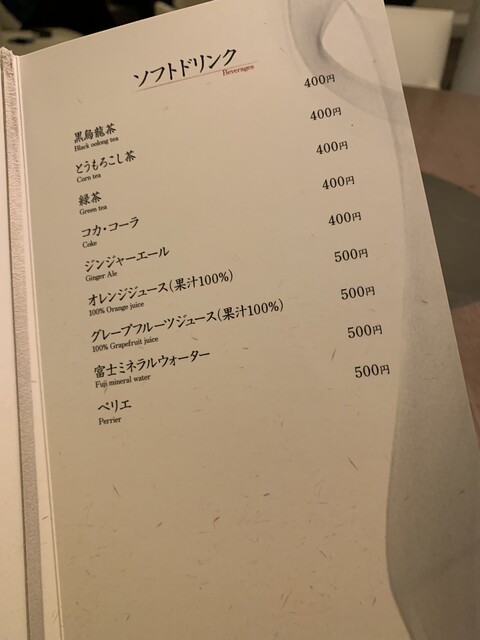 ソフトドリンク
Beverages
黒烏龍茶 400円
Black oolong tea
とうもろこし茶 400円
Corn tea
緑茶 400円
Green tea
コカ・コーラ 400円
Coke
ジンジャーエール 400円
Ginger Ale
オレンジジュース(果汁100%) 500円
100% Orange juice
グレープフルーツジュース(果汁100%) 500円
100% Grapefruit juice
富士ミネラルウォーター 500円
Fuji mineral water
ペリエ 500円
Perrier